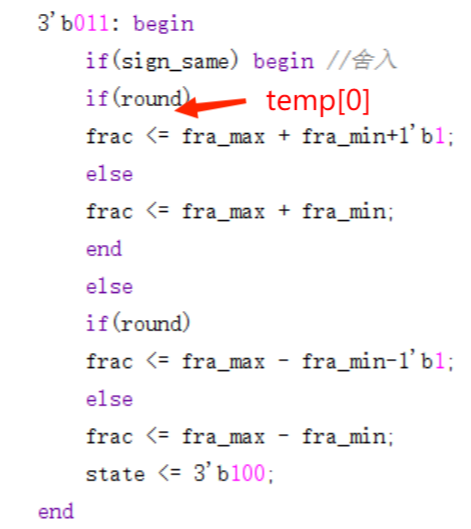 3'b011: begin
if(sign_same) begin //舍入
if(round) temp[0]
frac <= fra_max + fra_min+1'b1;
else
frac <= fra_max + fra_min;
end
else
if(round)
frac <= fra_max - fra_min-1'b1;
else
frac <= fra_max - fra_min;
state <= 3'b100;
end